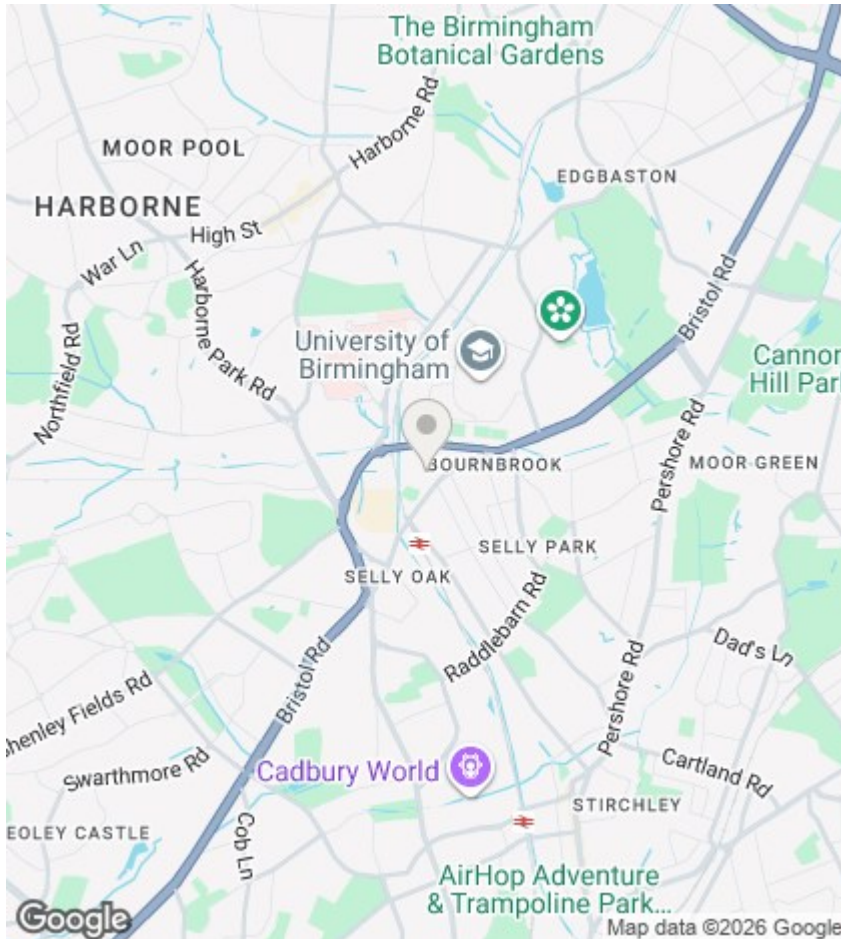 The Birmingham
Botanical Gardens
Harborne Rd
MOOR POOL
EDGBASTON
HARBORNE
High St
War Ln
Harborne Park Rd
Bristol Rd
University of
Birmingham
Cannon
Hill Park
Northfield Rd
Pershore Rd
BOURNBROOK
MOOR GREEN
SELLY PARK
SELLY OAK
Raddlebarn Rd
Dad's Ln
Bristol Rd
Pershore Rd
Shenley Fields Rd
Swarthmore Rd
Cadbury World
Cartland Rd
STIRCHLEY
EOLEY CASTLE
Cob Ln
AirHop Adventure
& Trampoline Park...
Google
Map data ©2026 Google